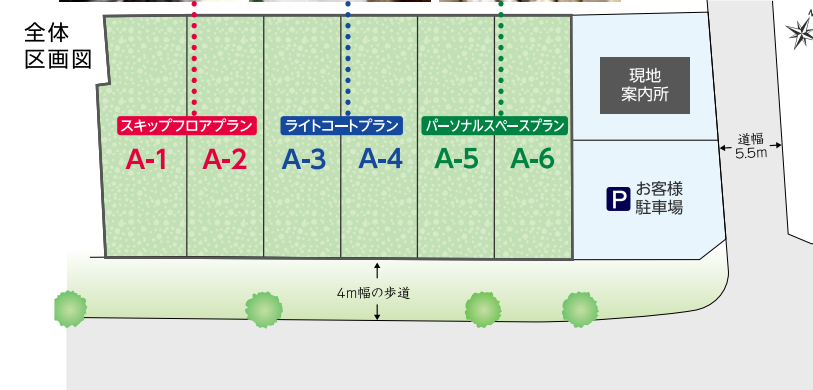 全体
区画図
N
現地
案内所
スキップフロアプラン
ライトコートプラン
パーソナルスペースプラン
A-1
A-2
A-3
A-4
A-5
A-6
道幅
5.5m
P お客様
駐車場
4m幅の歩道